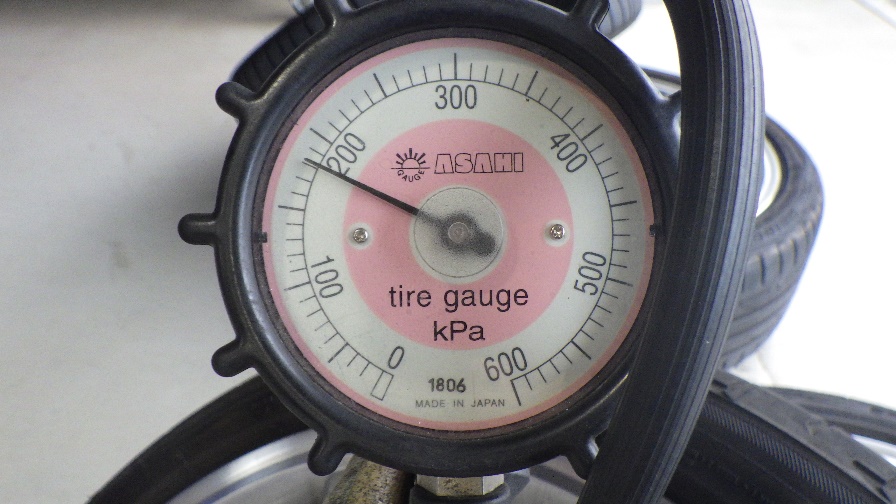 300
200
400
GAUGE
ASAHI
100
500
tire gauge
kPa
0
600
1806
MADE IN JAPAN